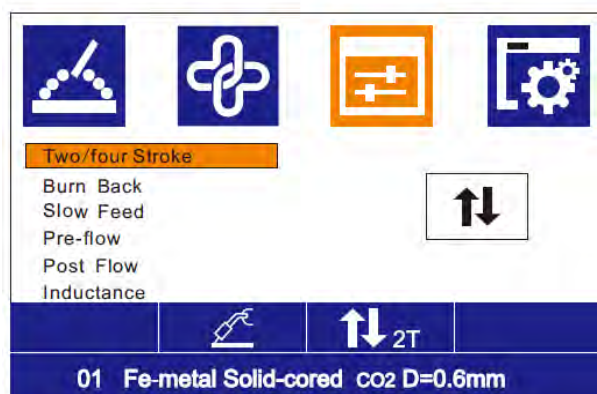 Two/four Stroke
Burn Back
Slow Feed
Pre-flow
Post Flow
Inductance
2T
01 Fe-metal Solid-cored CO2 D=0.6mm